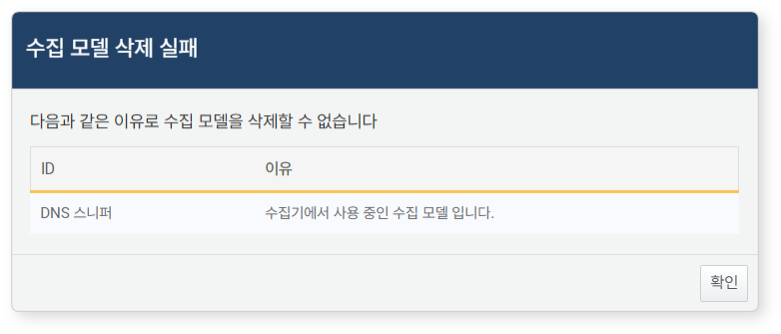 수집 모델 삭제 실패
다음과 같은 이유로 수집 모델을 삭제할 수 없습니다
ID 이유
DNS 스니퍼 수집기에서 사용 중인 수집 모델 입니다.
확인